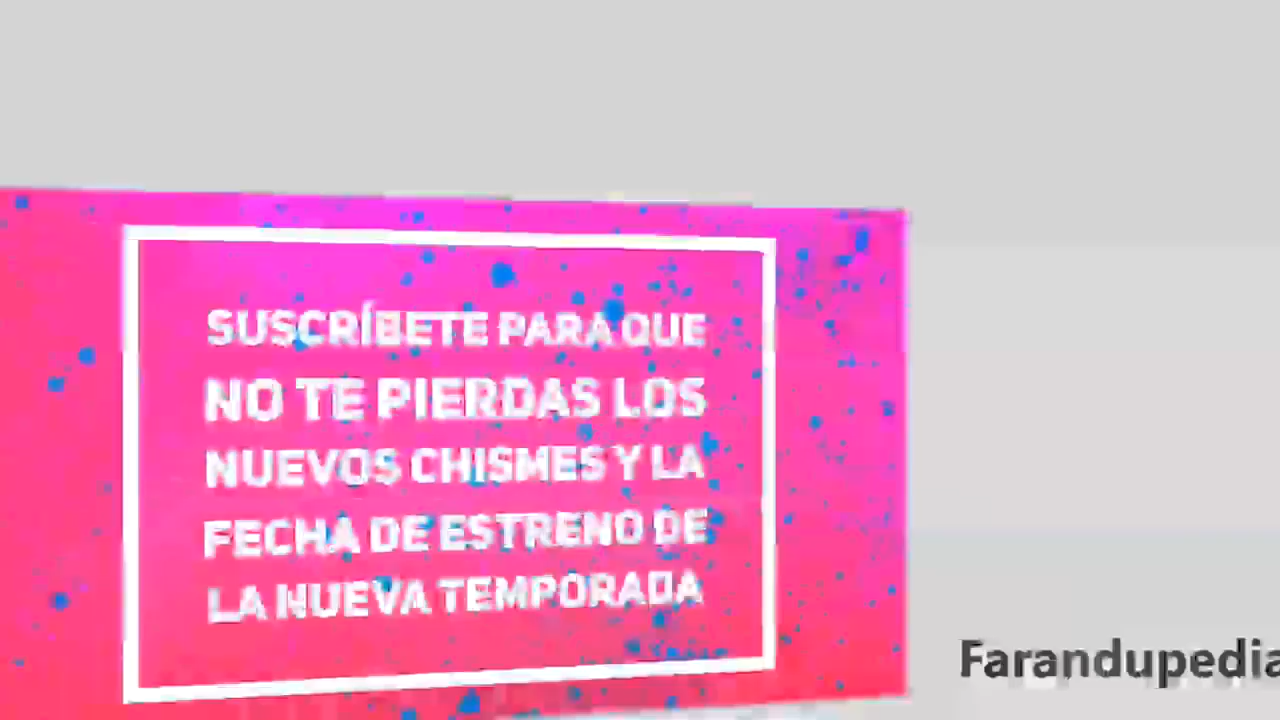 SUSCRÍBETE PARA QUE
NO TE PIERDAS LOS
NUEVOS CHISMES Y LA
FECHA DE ESTRENO DE
LA NUEVA TEMPORADA
Farandupedia